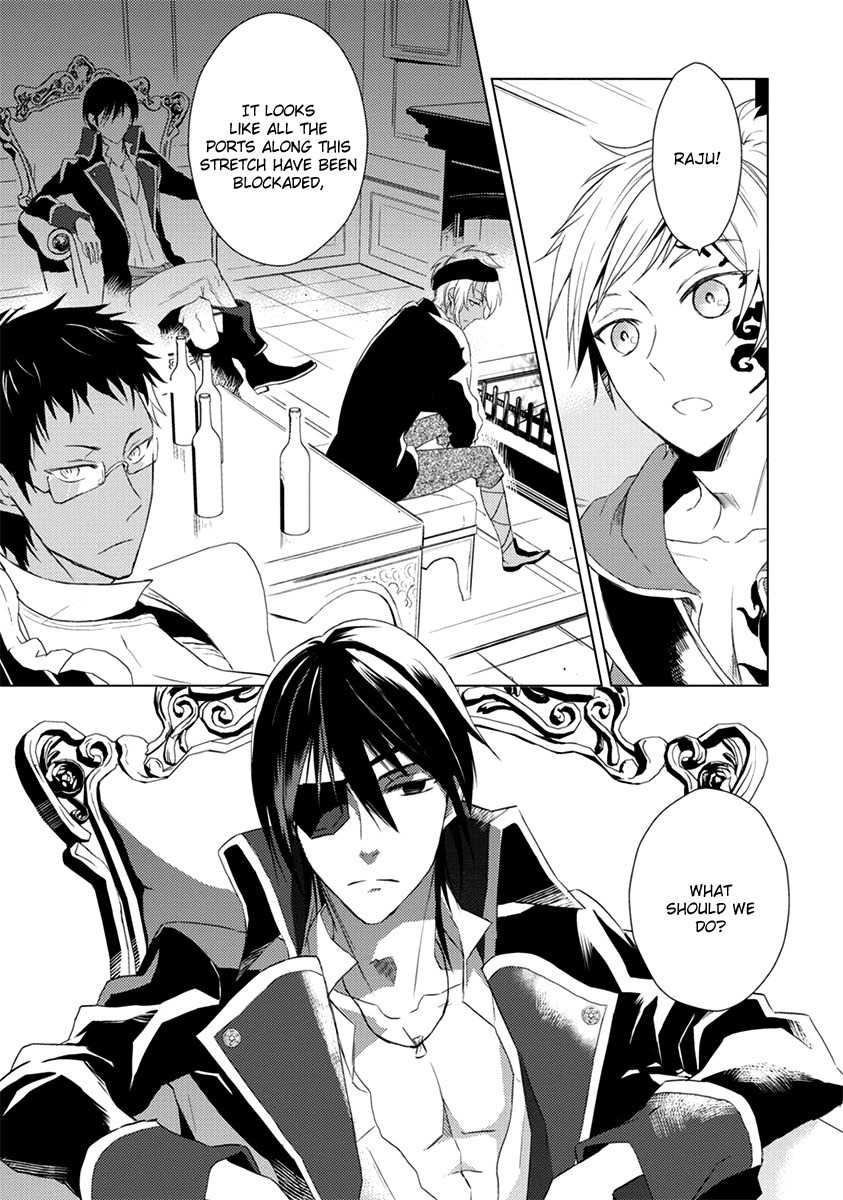 RAJU!
IT LOOKS
LIKE ALL THE
PORTS ALONG THIS
STRETCH HAVE BEEN
BLOCKADED,
WHAT
SHOULD WE
DO?